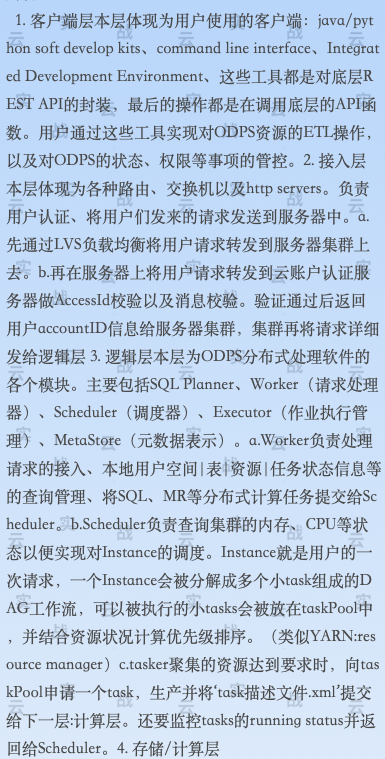 1. 客户端层本层体现为用户使用的客户端：java/pyt
hon soft develop kits、command line interface、Integrat
ed Development Environment、这些工具都是对底层R
EST API的封装，最后的操作都是在调用底层的API函
数。用户通过这些工具实现对ODPS资源的ETL操作，
以及对ODPS的状态、权限等事项的管控。2. 接入层
本层体现为各种路由、交换机以及http servers。负责
用户认证、将用户们发来的请求发送到服务器中。a.
先通过LVS负载均衡将用户请求转发到服务器集群上
去。b.再在服务器上将用户请求转发到云账户认证服
务器做AccessId校验以及消息校验。验证通过后返回
用户accountID信息给服务器集群，集群再将请求详细
发给逻辑层 3. 逻辑层本层为ODPS分布式处理软件的
各个模块。主要包括SQL Planner、Worker（请求处理
器）、Scheduler（调度器）、Executor（作业执行管
理）、MetaStore（元数据表示）。a.Worker负责处理
请求的接入、本地用户空间|表|资源|任务状态信息等
的查询管理、将SQL、MR等分布式计算任务提交给Sc
heduler。b.Scheduler负责查询集群的内存、CPU等状
态以便实现对Instance的调度。Instance就是用户的一
次请求，一个Instance会被分解成多个小task组成的D
AG工作流，可以被执行的小tasks会被放在taskPool中
，并结合资源状况计算优先级排序。（类似YARN:res
ource manager）c.tasker聚集的资源达到要求时，向tas
kPool申请一个task，生产并将‘task描述文件.xml’提交
给下一层:计算层。还要监控tasks的running status并返
回给Scheduler。4. 存储/计算层